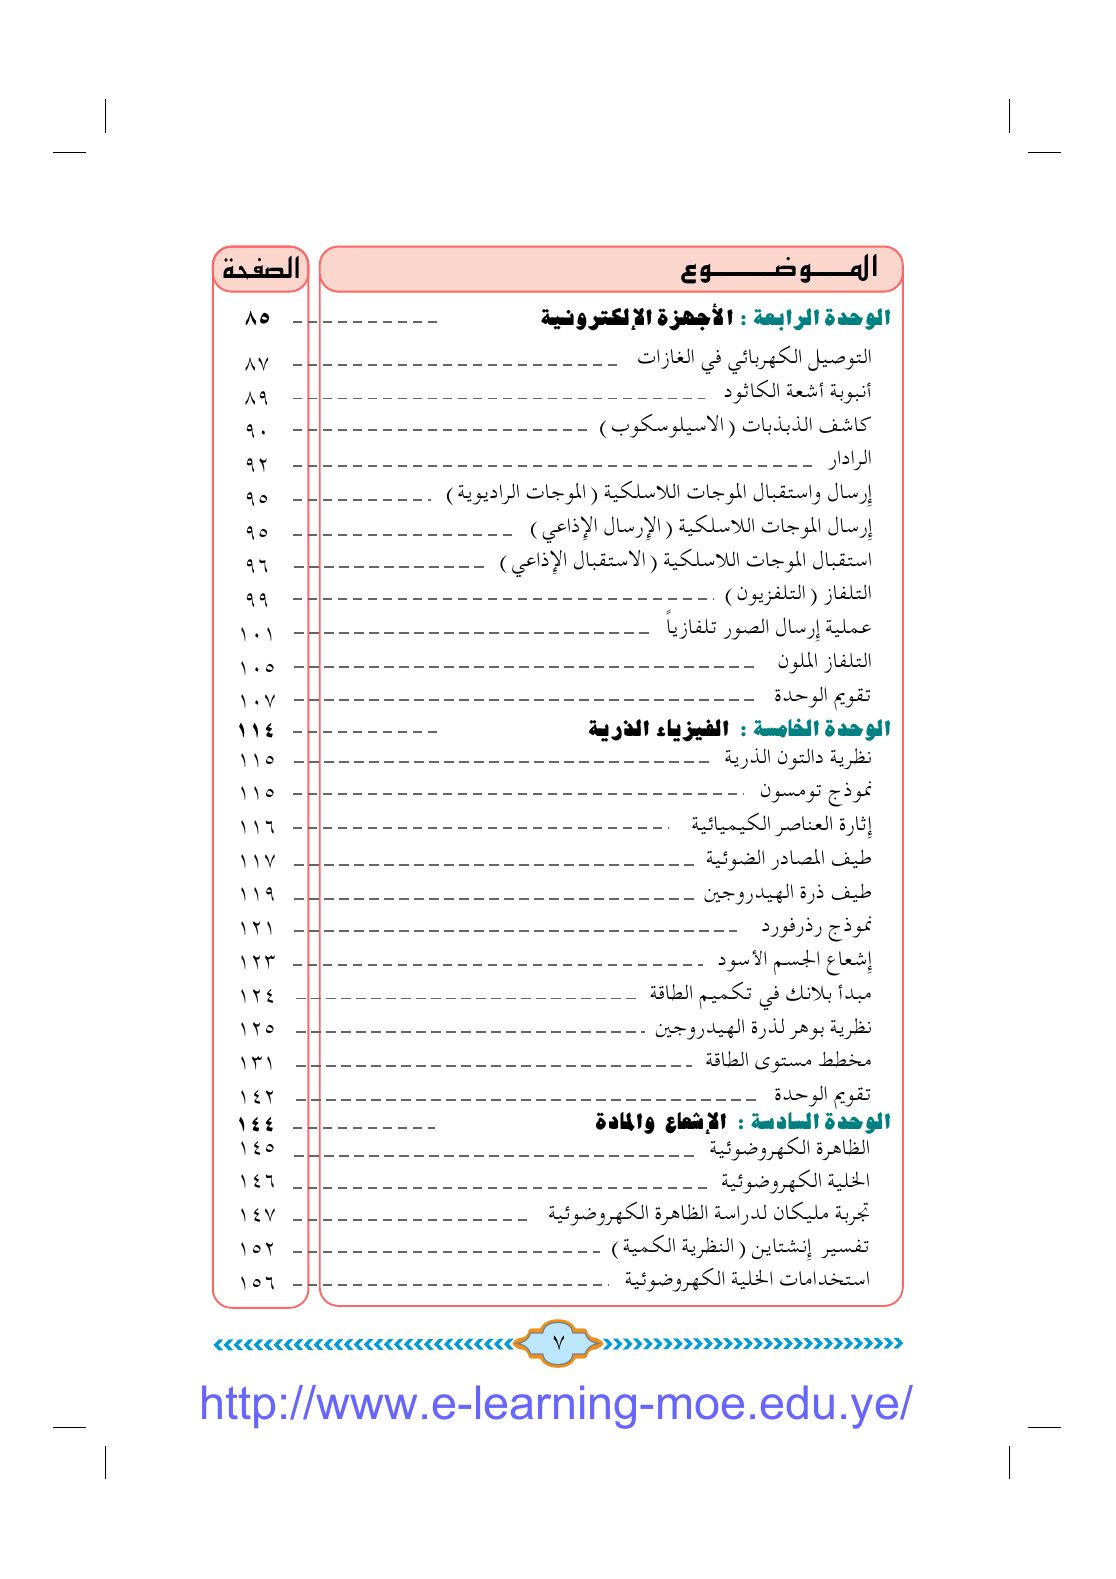 الموضوع الصفحة
الوحدة الرابعة : الأجهزة الإلكترونية ٨٥
التوصيل الكهربائي في الغازات ٨٧
أنبوبة أشعة الكاثود ٨٩
كاشف الذبذبات ( الاسيلوسكوب ) ٩٠
الرادار ٩٢
إرسال واستقبال الموجات اللاسلكية ( الموجات الراديوية ) ٩٥
إرسال الموجات اللاسلكية ( الإرسال الإذاعي ) ٩٥
استقبال الموجات اللاسلكية ( الاستقبال الإذاعي ) ٩٦
التلفاز ( التلفزيون ) ٩٩
عملية إرسال الصور تلفازياً ١٠١
التلفاز الملون ١٠٥
تقويم الوحدة ١٠٧
الوحدة الخامسة : الفيزياء الذرية ١١٤
نظرية دالتون الذرية ١١٥
نموذج تومسون ١١٥
إثارة العناصر الكيميائية ١١٦
طيف المصادر الضوئية ١١٧
طيف ذرة الهيدروجين ١١٩
نموذج رذرفورد ١٢١
إشعاع الجسم الأسود ١٢٣
مبدأ بلانك في تكميم الطاقة ١٢٤
نظرية بوهر لذرة الهيدروجين ١٢٥
مخطط مستوى الطاقة ١٣١
تقويم الوحدة ١٤٢
الوحدة السادسة : الإشعاع والمادة ١٤٤
الظاهرة الكهروضوئية ١٤٥
الخلية الكهروضوئية ١٤٦
تجربة مليكان لدراسة الظاهرة الكهروضوئية ١٤٧
تفسير إنشتاين ( النظرية الكمية ) ١٥٢
استخدامات الخلية الكهروضوئية ١٥٦
٧
http://www.e-learning-moe.edu.ye/